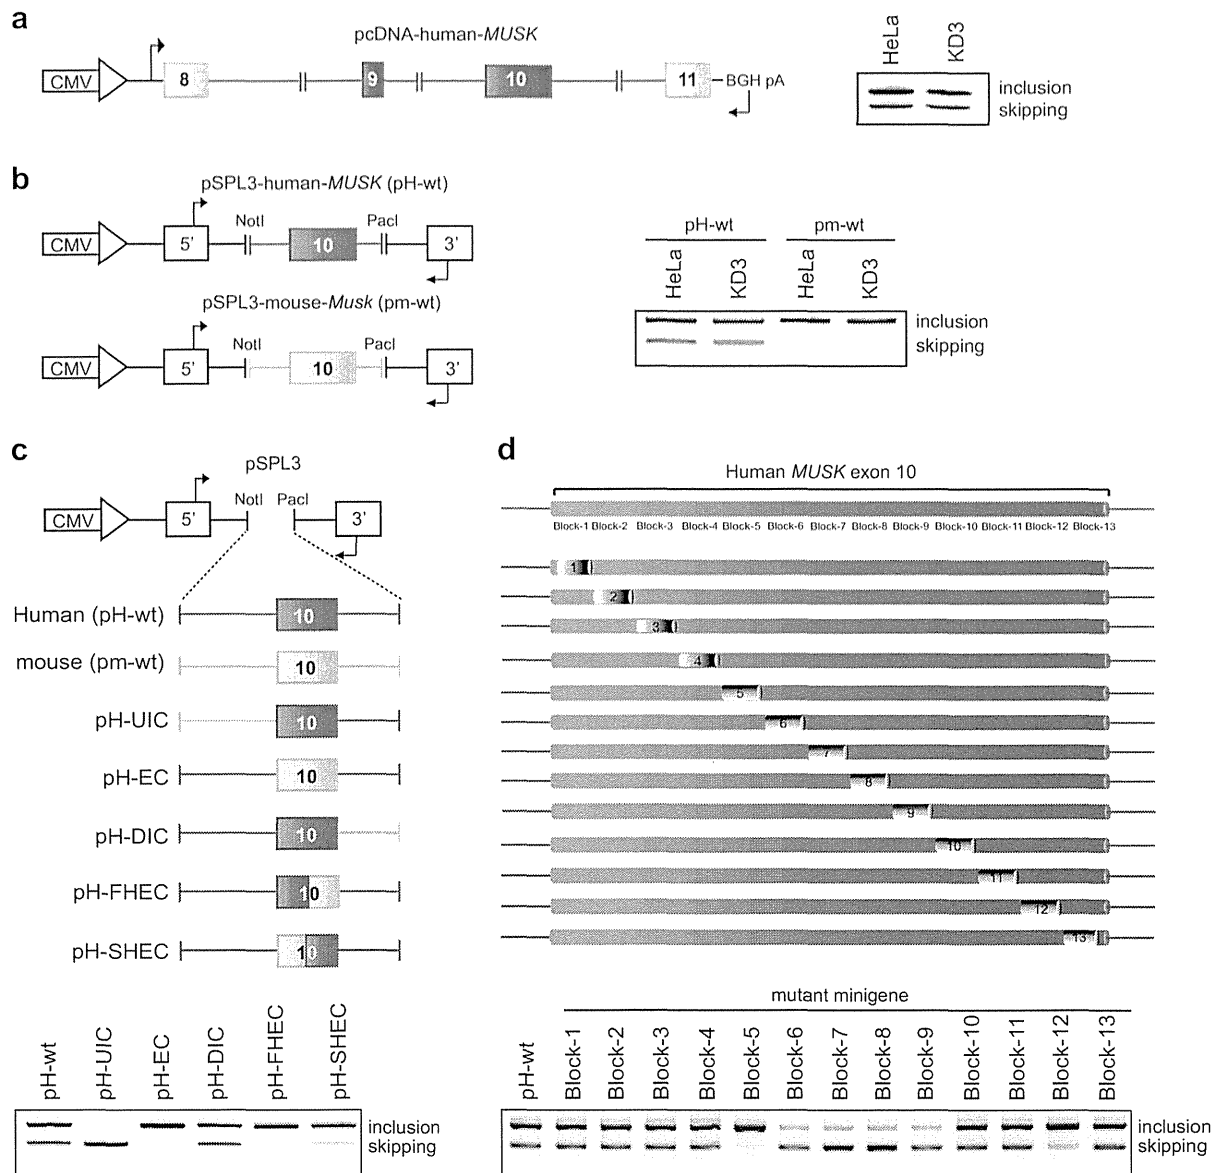 a
pcDNA-human-MUSK
CMV
8
9
10
11
BGH pA
HeLa
KD3
inclusion
skipping
b
pSPL3-human-MUSK (pH-wt)
CMV
5'
NotI
10
PacI
3'
pSPL3-mouse-Musk (pm-wt)
CMV
5'
NotI
10
PacI
3'
pH-wt
pm-wt
HeLa
KD3
HeLa
KD3
inclusion
skipping
c
pSPL3
CMV
5'
NotI
PacI
3'
Human (pH-wt)
10
mouse (pm-wt)
10
pH-UIC
10
pH-EC
10
pH-DIC
10
pH-FHEC
10
pH-SHEC
10
pH-wt
pH-UIC
pH-EC
pH-DIC
pH-FHEC
pH-SHEC
inclusion
skipping
d
Human MUSK exon 10
Block-1 Block-2 Block-3 Block-4 Block-5 Block-6 Block-7 Block-8 Block-9 Block-10 Block-11 Block-12 Block-13
1
2
3
4
5
6
7
8
9
10
11
12
13
mutant minigene
pH-wt
Block-1
Block-2
Block-3
Block-4
Block-5
Block-6
Block-7
Block-8
Block-9
Block-10
Block-11
Block-12
Block-13
inclusion
skipping